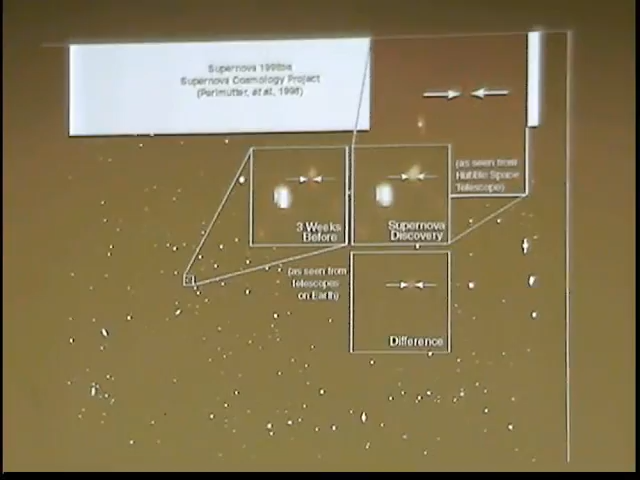 Supernova 1998ba
Supernova Cosmology Project
(Perlmutter, et al., 1998)
(as seen from
Hubble Space
Telescope)
3 Weeks
Before
Supernova
Discovery
(as seen from
telescopes
on Earth)
Difference